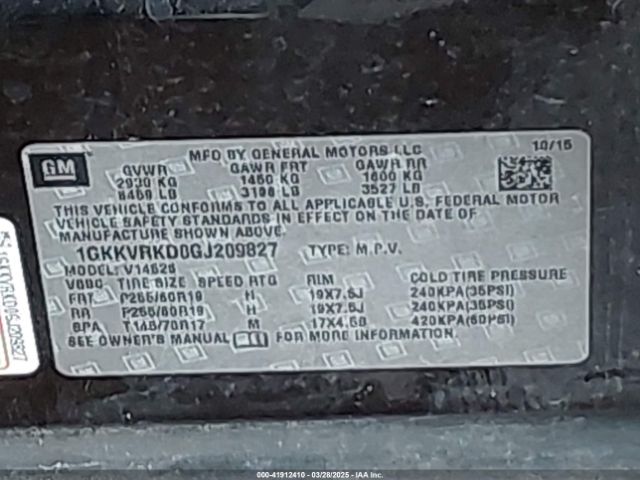 GM
MFD BY GENERAL MOTORS LLC 10/15
GVWR GAWR FRT GAWR RR
2930 KG 1450 KG 1600 KG
6459 LB 3196 LB 3527 LB
THIS VEHICLE CONFORMS TO ALL APPLICABLE U.S. FEDERAL MOTOR
VEHICLE SAFETY STANDARDS IN EFFECT ON THE DATE OF
MANUFACTURE SHOWN ABOVE.
1GKKVRKD0GJ209827 TYPE: M.P.V.
MODEL: V14526
TIRE SIZE SPEED RTG RIM COLD TIRE PRESSURE
FRT P255/60R19 H 19X7.5J 240KPA(35PSI)
RR P255/60R19 H 19X7.5J 240KPA(35PSI)
SPA T145/70R17 M 17X4.5B 420KPA(60PSI)
SEE OWNER'S MANUAL FOR MORE INFORMATION
000-41912410 | 03/28/2025 - IAA Inc.